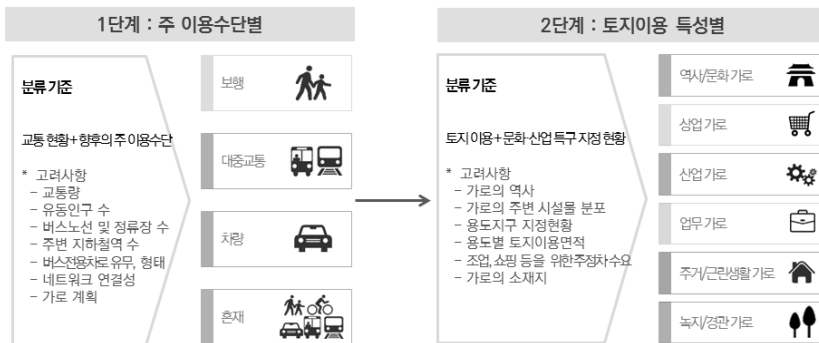 1단계 : 주 이용수단별
분류 기준
교통 현황+향후의 주 이용수단
* 고려사항
- 교통량
- 유동인구 수
- 버스노선 및 정류장 수
- 주변 지하철역 수
- 버스전용차로 유무, 형태
- 네트워크 연결성
- 가로 계획
보행
대중교통
차량
혼재
2단계 : 토지이용 특성별
분류 기준
토지 이용+문화·산업 특구 지정 현황
* 고려사항
- 가로의 역사
- 가로의 주변 시설물 분포
- 용도지구 지정현황
- 용도별 토지이용면적
- 조업, 쇼핑 등을 위한 주정차 수요
- 가로의 소재지
역사/문화 가로
상업 가로
산업 가로
업무 가로
주거/근린생활 가로
녹지/경관 가로